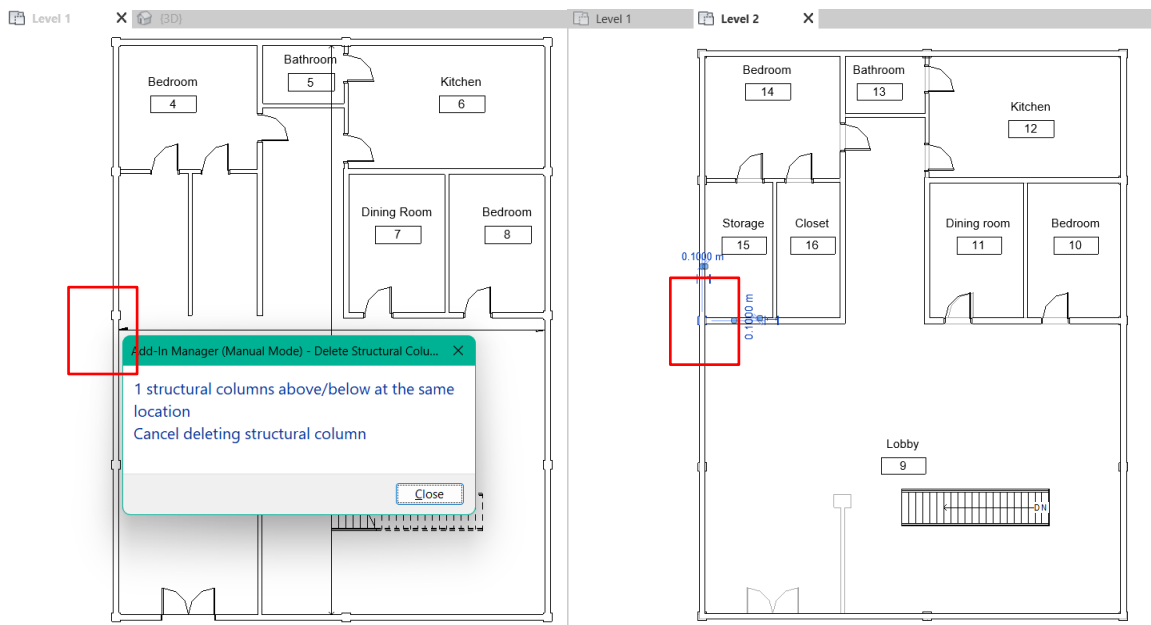 Level 1
{3D}
Level 1
Level 2
Bedroom
4
Bathroom
5
Kitchen
6
Dining Room
7
Bedroom
8
Add-In Manager (Manual Mode) - Delete Structural Colu...
1 structural columns above/below at the same
location
Cancel deleting structural column
Close
Bedroom
14
Bathroom
13
Kitchen
12
Storage
15
Closet
16
Dining room
11
Bedroom
10
0.1000 m
0.1000 m
Lobby
9
DN